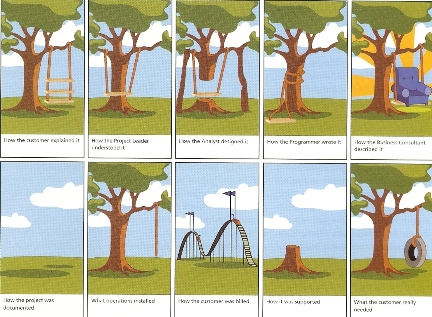 How the customer explained it
How the Project Leader
understood it
How the Analyst designed it
How the Programmer wrote it
How the Business Consultant
described it
How the project was
documented
What operations installed
How the customer was billed
How it was supported
What the customer really
needed